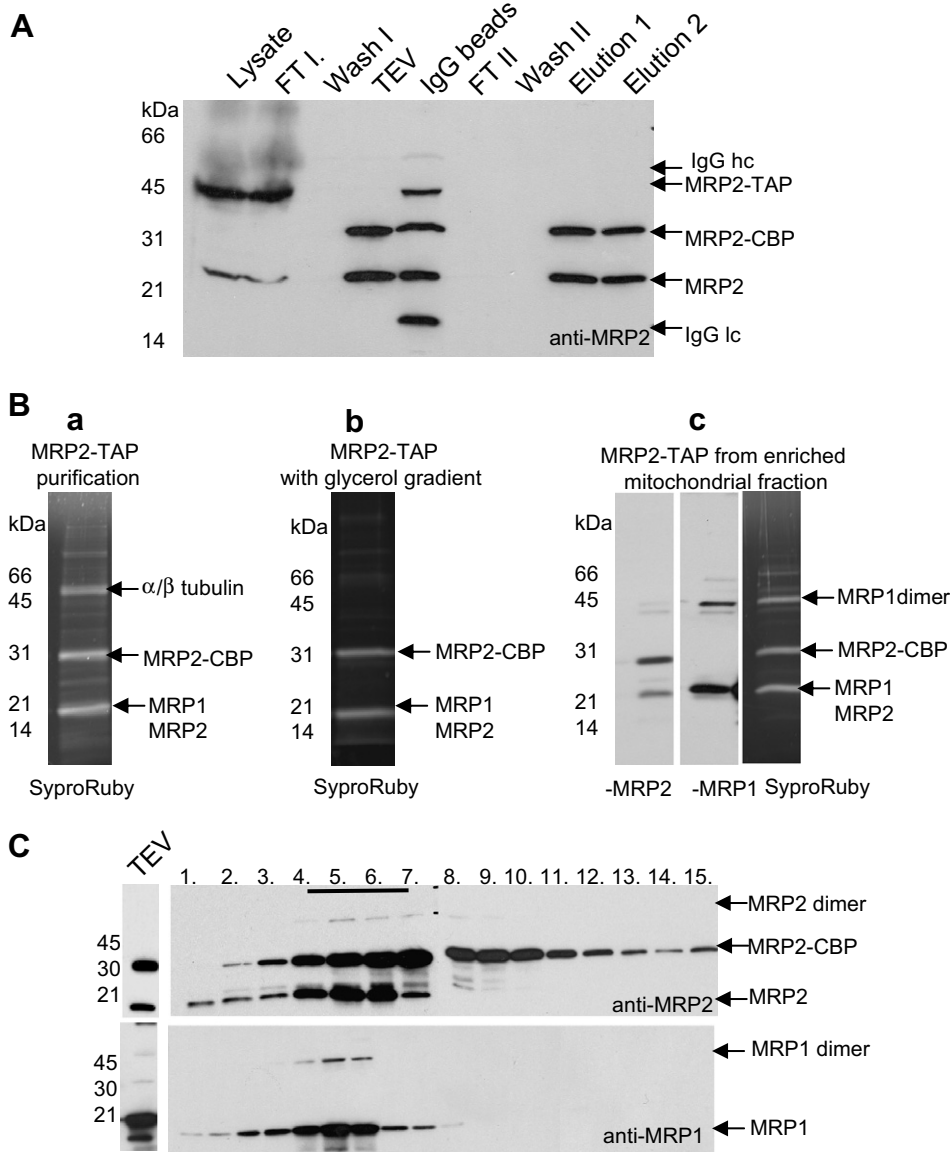 A
Lysate
FT I.
Wash I
TEV
IgG beads
FT II
Wash II
Elution 1
Elution 2
kDa
66
45
31
21
14
IgG hc
MRP2-TAP
MRP2-CBP
MRP2
IgG lc
anti-MRP2
B
a
MRP2-TAP
purification
kDa
66
45
31
21
14
α/β tubulin
MRP2-CBP
MRP1
MRP2
SyproRuby
b
MRP2-TAP
with glycerol gradient
kDa
66
45
31
21
14
MRP2-CBP
MRP1
MRP2
SyproRuby
c
MRP2-TAP from enriched
mitochondrial fraction
kDa
66
45
31
21
14
MRP1dimer
MRP2-CBP
MRP1
MRP2
-MRP2 -MRP1 SyproRuby
C
TEV
1. 2. 3. 4. 5. 6. 7. 8. 9. 10. 11. 12. 13. 14. 15.
45
30
21
MRP2 dimer
MRP2-CBP
MRP2
anti-MRP2
45
30
21
MRP1 dimer
MRP1
anti-MRP1